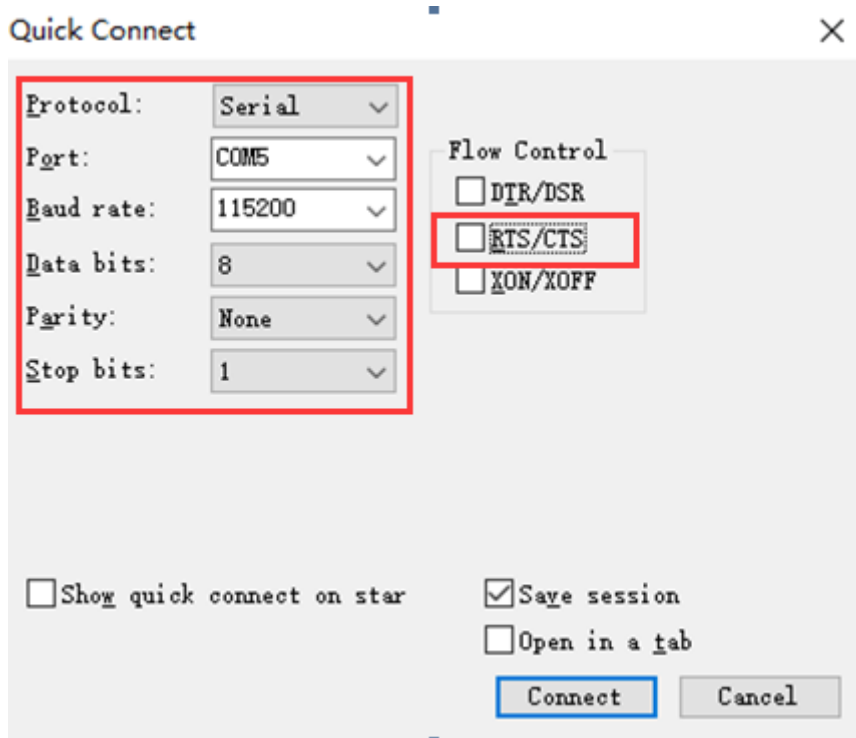 Quick Connect
Protocol: Serial
Port: COM5
Baud rate: 115200
Data bits: 8
Parity: None
Stop bits: 1
Flow Control
DTR/DSR
RTS/CTS
XON/XOFF
Show quick connect on star
Save session
Open in a tab
Connect Cancel